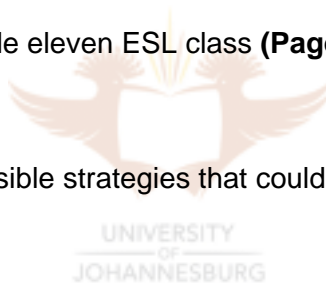 le eleven ESL class (Page
sible strategies that could
UNIVERSITY
OF
JOHANNESBURG